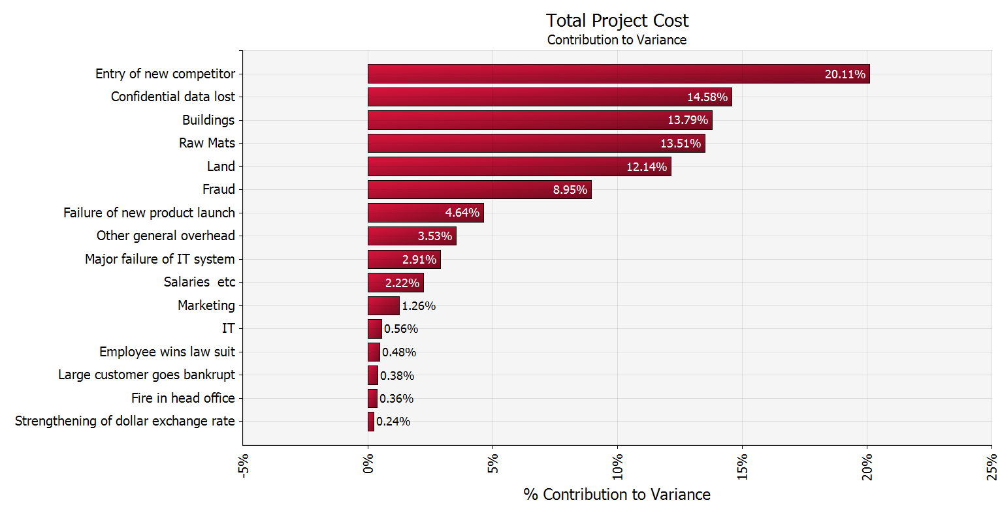 Total Project Cost
Contribution to Variance
Entry of new competitor 20.11%
Confidential data lost 14.58%
Buildings 13.79%
Raw Mats 13.51%
Land 12.14%
Fraud 8.95%
Failure of new product launch 4.64%
Other general overhead 3.53%
Major failure of IT system 2.91%
Salaries  etc 2.22%
Marketing 1.26%
IT 0.56%
Employee wins law suit 0.48%
Large customer goes bankrupt 0.38%
Fire in head office 0.36%
Strengthening of dollar exchange rate 0.24%
-5% 0% 5% 10% 15% 20% 25%
% Contribution to Variance